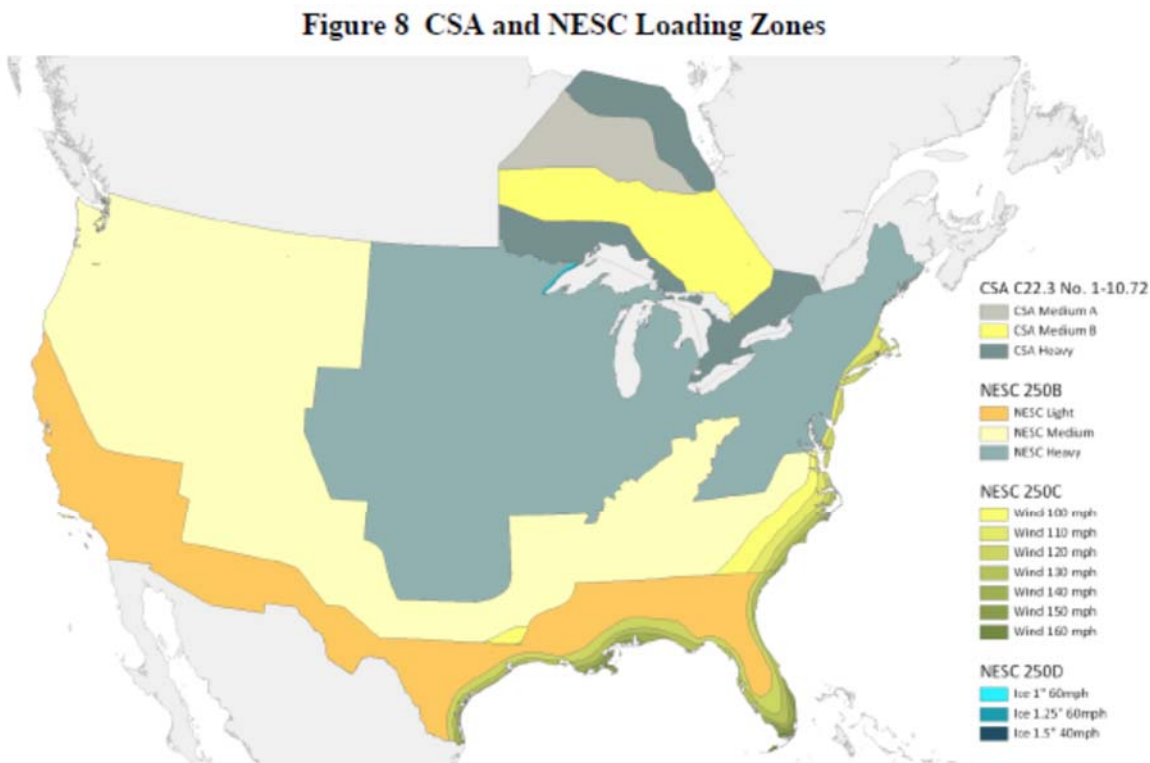 Figure 8 CSA and NESC Loading Zones
CSA C22.3 No. 1-10.72
CSA Medium A
CSA Medium B
CSA Heavy
NESC 250B
NESC Light
NESC Medium
NESC Heavy
NESC 250C
Wind 100 mph
Wind 110 mph
Wind 120 mph
Wind 130 mph
Wind 140 mph
Wind 150 mph
Wind 160 mph
NESC 250D
Ice 1" 60mph
Ice 1.25" 60mph
Ice 1.5" 40mph